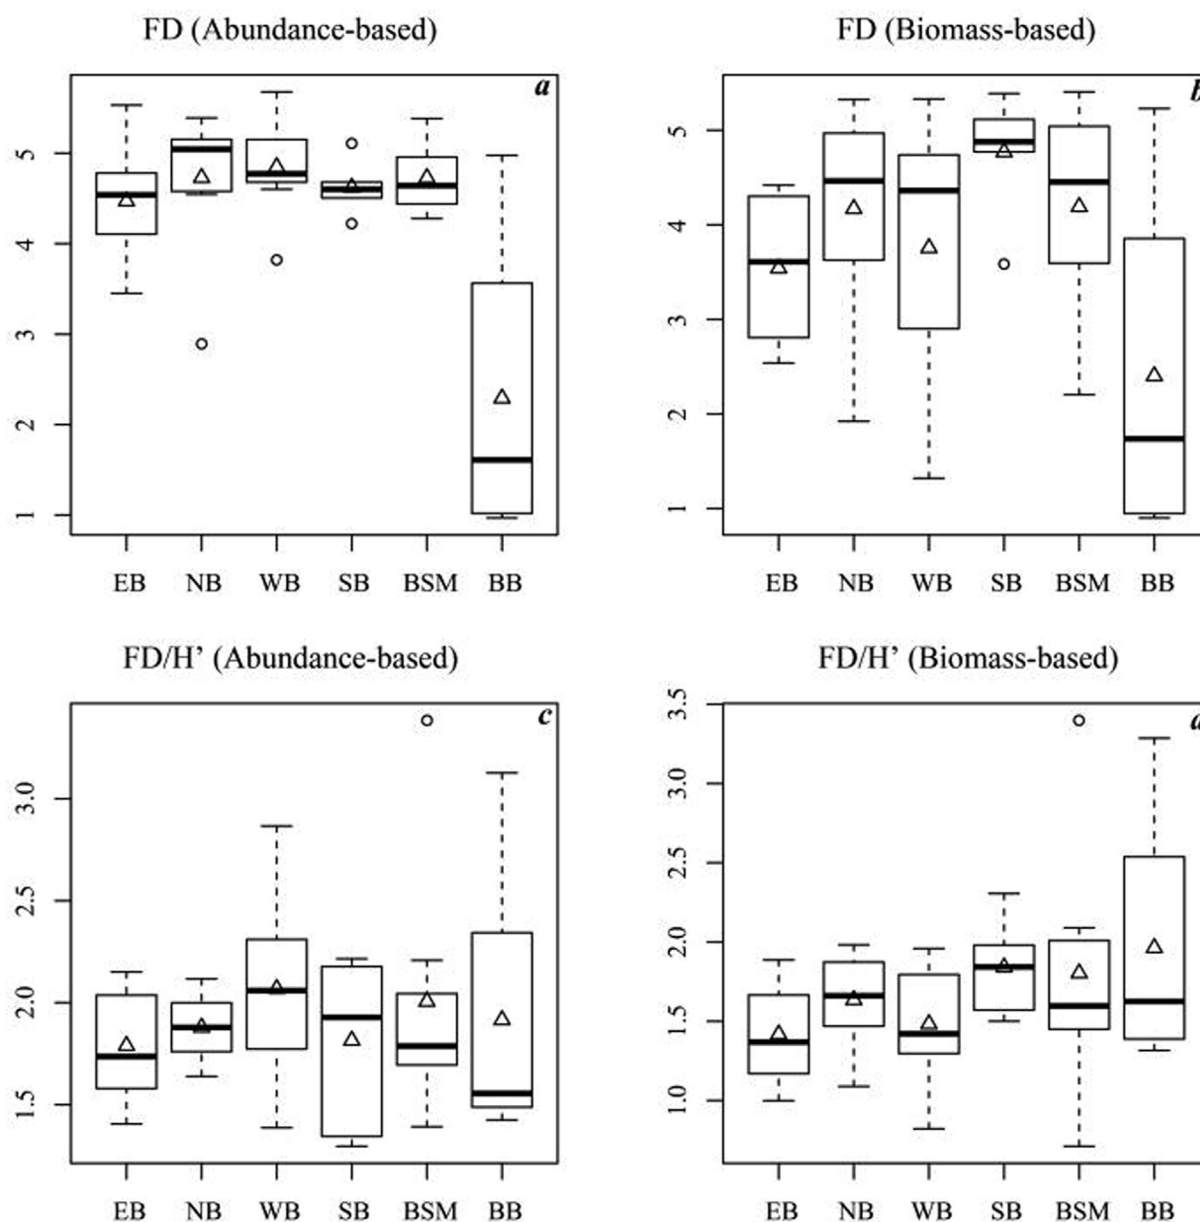 FD (Abundance-based)
a
5
4
3
2
1
EB NB WB SB BSM BB
FD (Biomass-based)
b
5
4
3
2
1
EB NB WB SB BSM BB
FD/H’ (Abundance-based)
c
3.0
2.5
2.0
1.5
EB NB WB SB BSM BB
FD/H’ (Biomass-based)
3.5
3.0
2.5
2.0
1.5
1.0
EB NB WB SB BSM BB